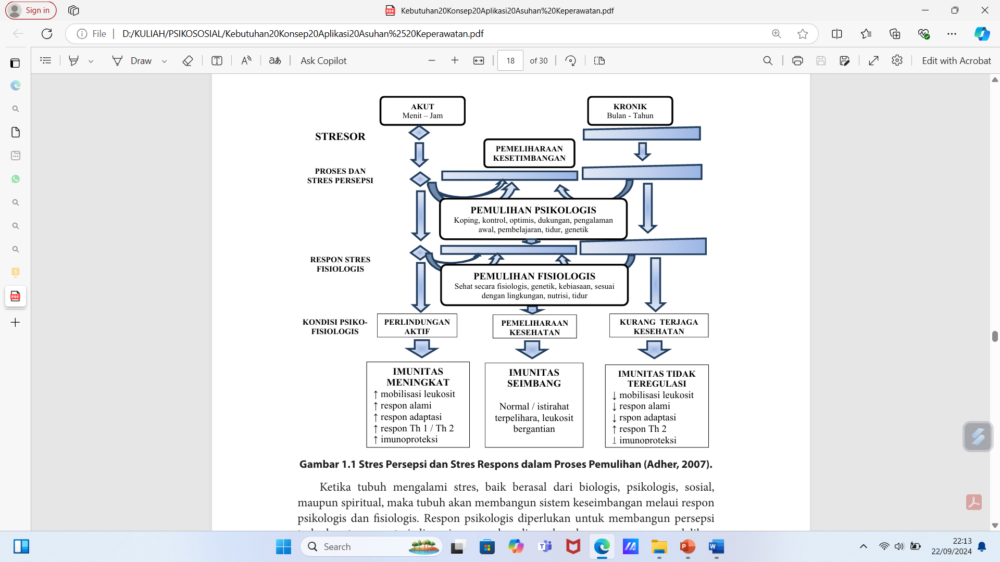 Sign in
Kebutuhan20Konsep20Aplikasi20Asuhan%20Keperawatan.pdf
File
D:/KULIAH/PSIKOSOSIAL/Kebutuhan20Konsep20Aplikasi20Asuhan%2520Keperawatan.pdf
Draw
Ask Copilot
18
of 30
Edit with Acrobat
AKUT
Menit – Jam
KRONIK
Bulan - Tahun
STRESOR
PEMELIHARAAN
KESETIMBANGAN
PROSES DAN
STRES PERSEPSI
PEMULIHAN PSIKOLOGIS
Koping, kontrol, optimis, dukungan, pengalaman
awal, pembelajaran, tidur, genetik
RESPON STRES
FISIOLOGIS
PEMULIHAN FISIOLOGIS
Sehat secara fisiologis, genetik, kebiasaan, sesuai
dengan lingkungan, nutrisi, tidur
KONDISI PSIKO-
FISIOLOGIS
PERLINDUNGAN
AKTIF
PEMELIHARAAN
KESEHATAN
KURANG TERJAGA
KESEHATAN
IMUNITAS
MENINGKAT
↑ mobilisasi leukosit
↑ respon alami
↑ respon adaptasi
↑ respon Th 1 / Th 2
↑ imunoproteksi
IMUNITAS
SEIMBANG
Normal / istirahat
terpelihara, leukosit
bergantian
IMUNITAS TIDAK
TEREGULASI
↓ mobilisasi leukosit
↓ respon alami
↓ rspon adaptasi
↑ respon Th 2
↓ imunoproteksi
Gambar 1.1 Stres Persepsi dan Stres Respons dalam Proses Pemulihan (Adher, 2007).
Ketika tubuh mengalami stres, baik berasal dari biologis, psikologis, sosial,
maupun spiritual, maka tubuh akan membangun sistem keseimbangan melaui respon
psikologis dan fisiologis. Respon psikologis diperlukan untuk membangun persepsi
Search
22:13
22/09/2024